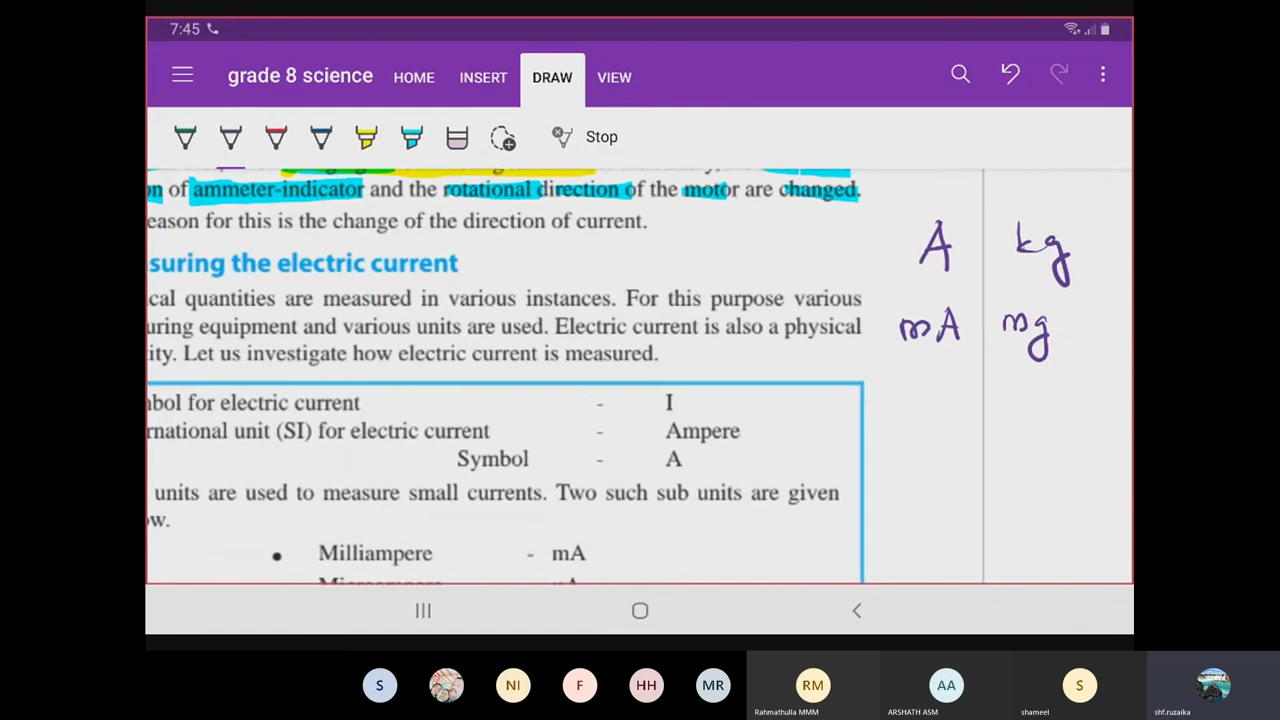 7:45
grade 8 science HOME INSERT DRAW VIEW
Stop
on of ammeter-indicator and the rotational direction of the motor are changed.
eason for this is the change of the direction of current.
A kg
suring the electric current
cal quantities are measured in various instances. For this purpose various
uring equipment and various units are used. Electric current is also a physical
mA mg
ity. Let us investigate how electric current is measured.
bol for electric current - I
rnational unit (SI) for electric current - Ampere
Symbol - A
units are used to measure small currents. Two such sub units are given
ow.
• Milliampere - mA
S NI F HH MR RM AA S
Rahmathulla MMM ARSHATH ASM shameel shf.ruzaika